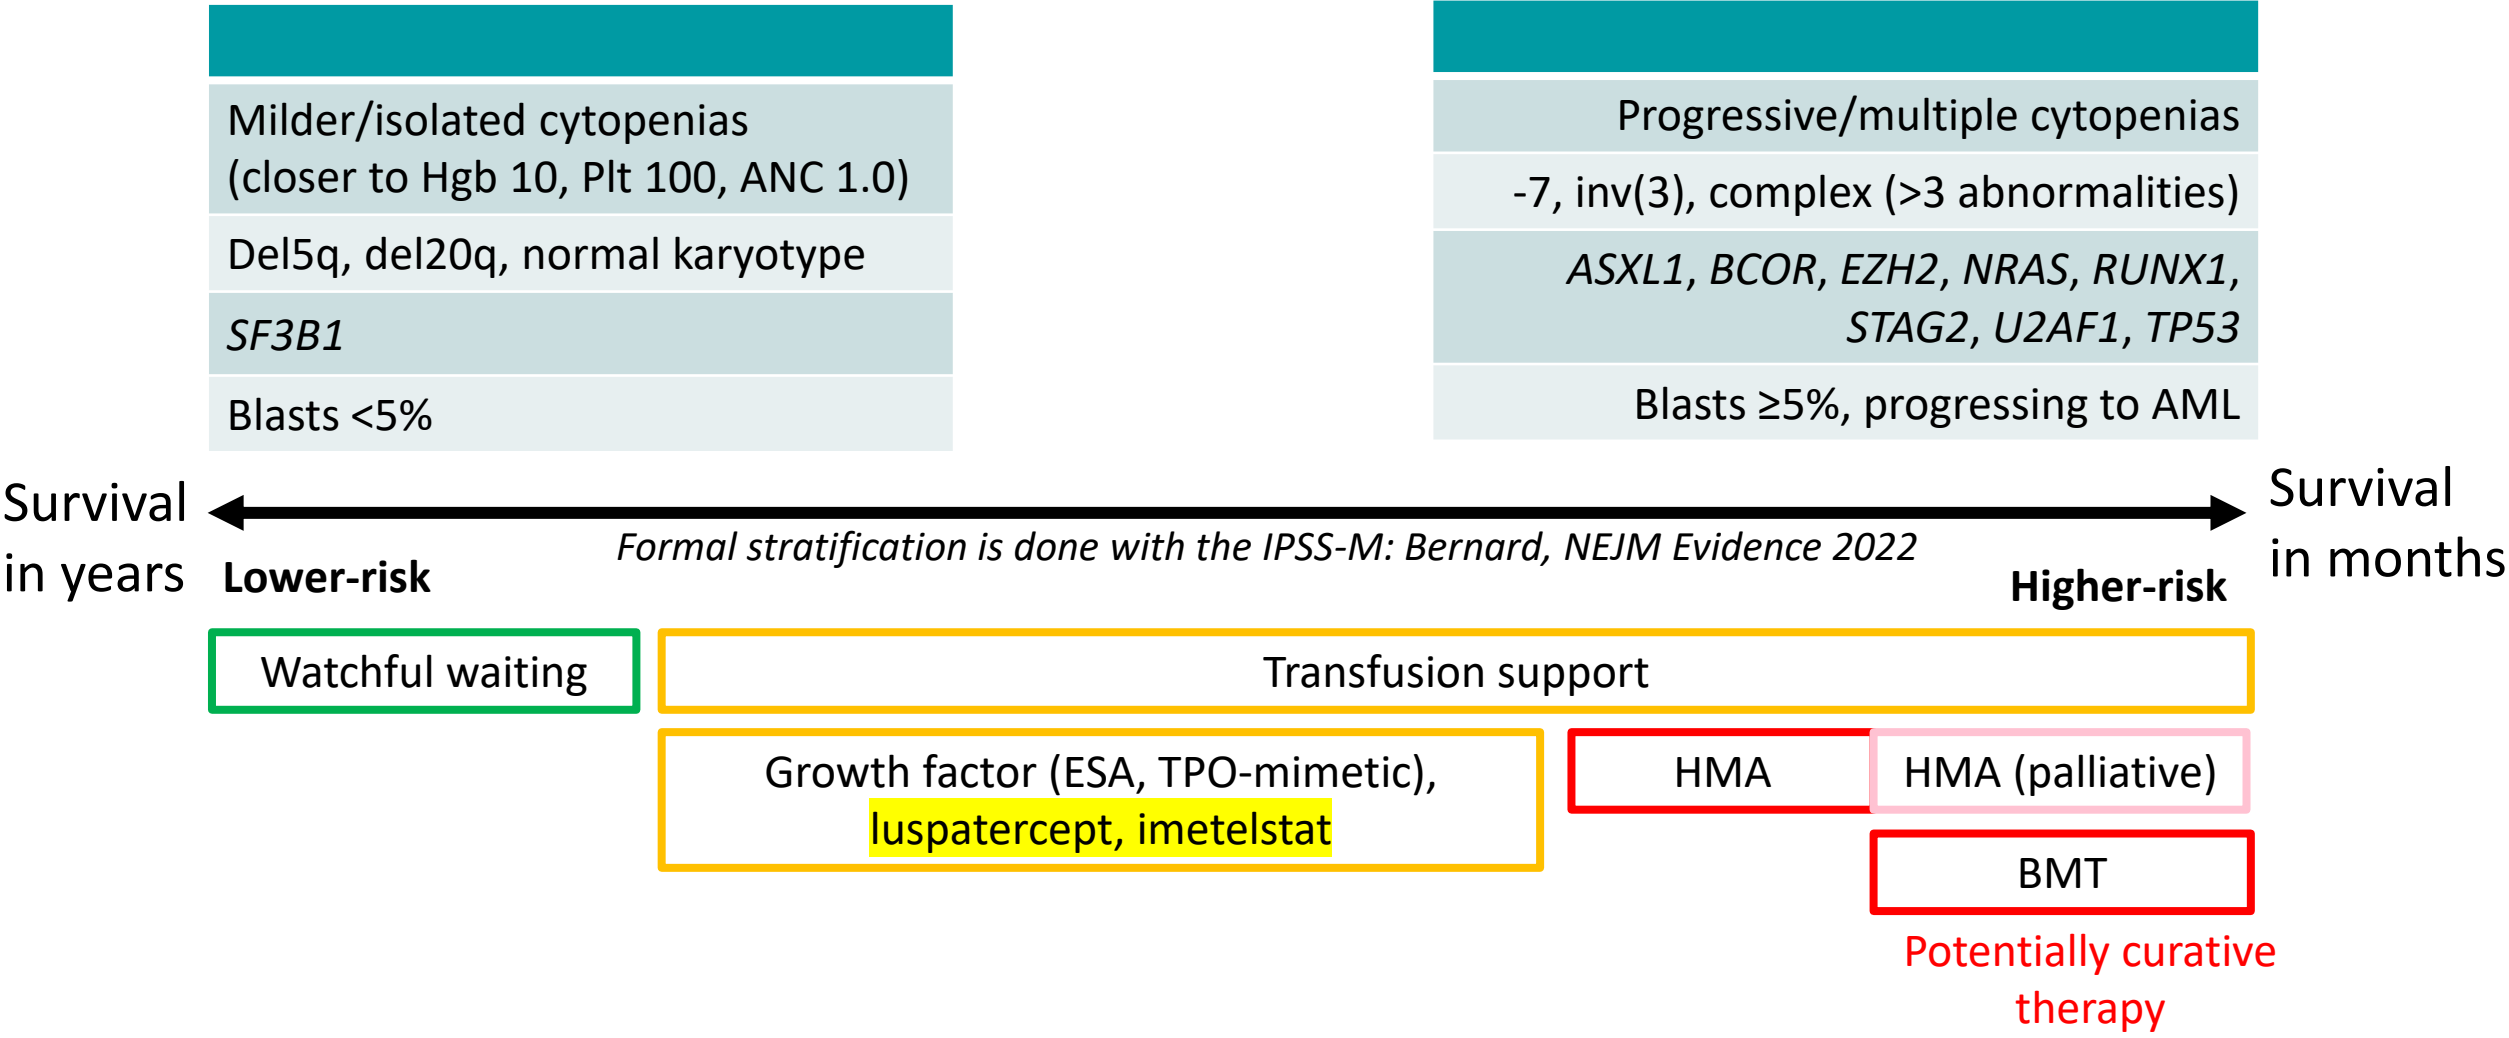 Milder/isolated cytopenias
(closer to Hgb 10, Plt 100, ANC 1.0)
Del5q, del20q, normal karyotype
SF3B1
Blasts <5%
Progressive/multiple cytopenias
-7, inv(3), complex (>3 abnormalities)
ASXL1, BCOR, EZH2, NRAS, RUNX1,
STAG2, U2AF1, TP53
Blasts ≥5%, progressing to AML
Survival
in years
Survival
in months
Formal stratification is done with the IPSS-M: Bernard, NEJM Evidence 2022
Lower-risk
Higher-risk
Watchful waiting
Transfusion support
Growth factor (ESA, TPO-mimetic),
luspatercept, imetelstat
HMA
HMA (palliative)
BMT
Potentially curative
therapy